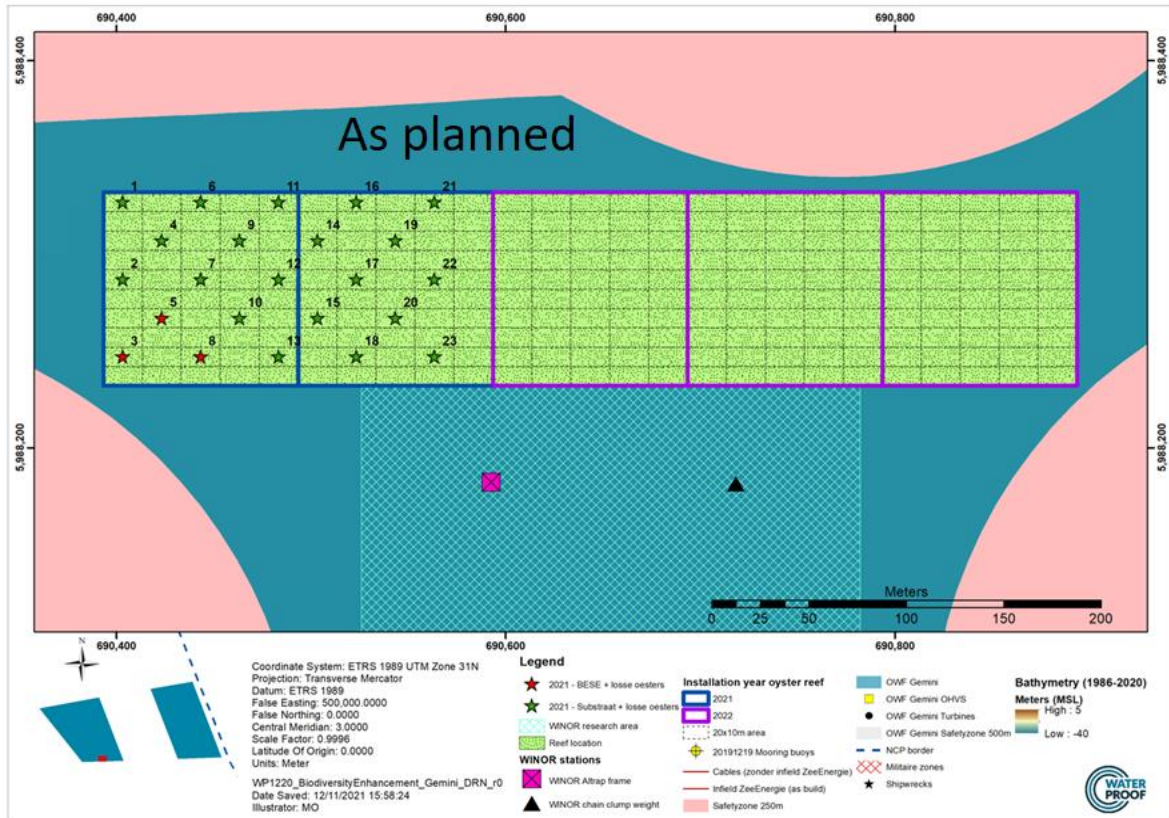 690,400 690,600 690,800
5,988,400 5,988,400
As planned
1 6 11 16 21
4 9 14 19
2 7 12 17 22
5 10 15 20
3 8 13 18 23
5,988,200 5,988,200
Meters
0 25 50 100 150 200
690,400 690,600 690,800
N
Coordinate System: ETRS 1989 UTM Zone 31N
Projection: Transverse Mercator
Datum: ETRS 1989
False Easting: 500,000.0000
False Northing: 0.0000
Central Meridian: 3.0000
Scale Factor: 0.9996
Latitude Of Origin: 0.0000
Units: Meter
WP1220_BiodiversityEnhancement_Gemini_DRN_r0
Date Saved: 12/11/2021 15:58:24
Illustrator: MO
Legend
2021 - BESE + losse oesters
2021 - Substraat + losse oesters
WINOR research area
Reef location
WINOR stations
WINOR Altrap frame
WINOR chain clump weight
Installation year oyster reef
2021
2022
20x10m area
20191219 Mooring buoys
Cables (zonder infield ZeeEnergie)
Infield ZeeEnergie (as build)
Safetyzone 250m
OWF Gemini
OWF Gemini OHVS
OWF Gemini Turbines
OWF Gemini Safetyzone 500m
NCP border
Militaire zones
Shipwrecks
Bathymetry (1986-2020)
Meters (MSL)
High : 5
Low : -40
WATER
PROOF